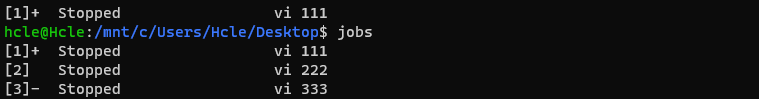 [1]+  Stopped                 vi 111
hcle@Hcle:/mnt/c/Users/Hcle/Desktop$ jobs
[1]+  Stopped                 vi 111
[2]   Stopped                 vi 222
[3]-  Stopped                 vi 333